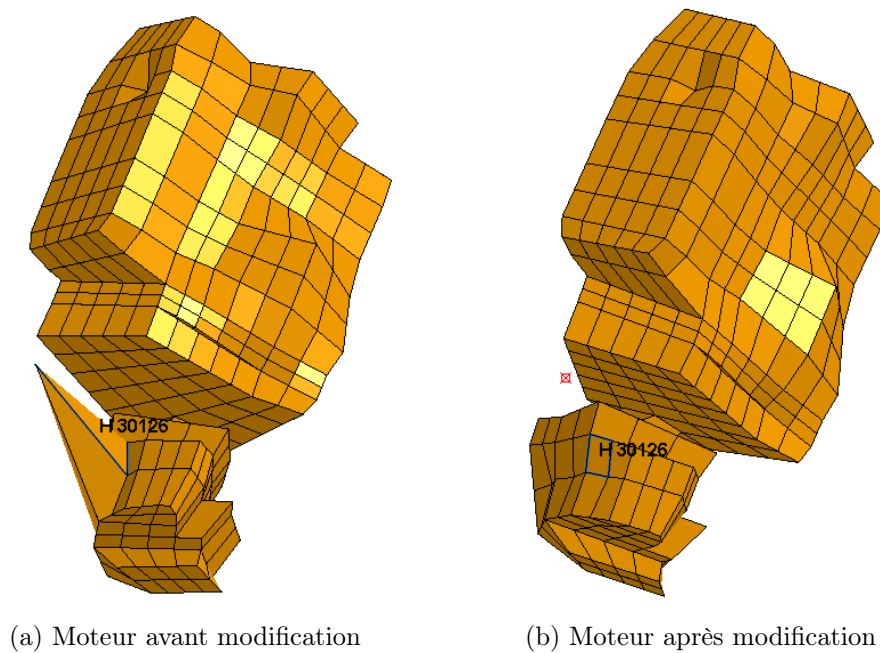 H 30126
H 30126
(a) Moteur avant modification
(b) Moteur après modification